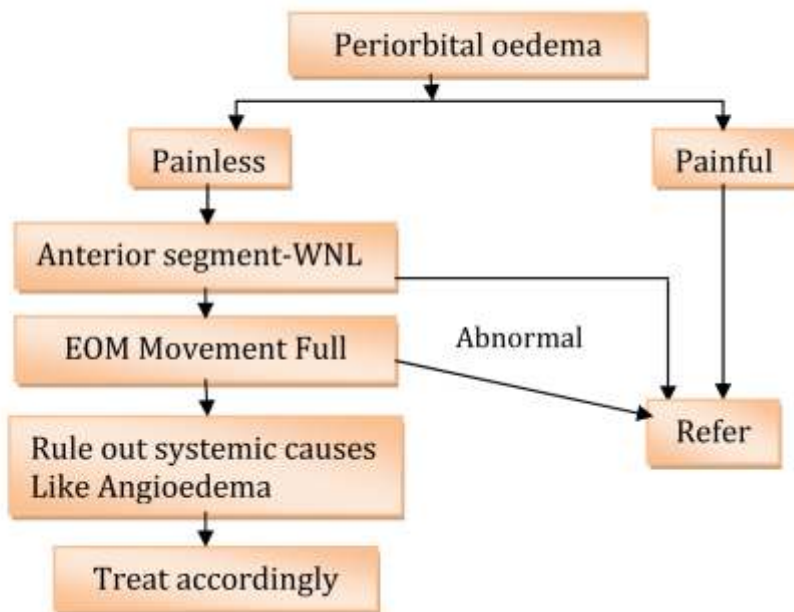 Periorbital oedema
Painless
Painful
Anterior segment-WNL
EOM Movement Full
Abnormal
Refer
Rule out systemic causes
Like Angioedema
Treat accordingly